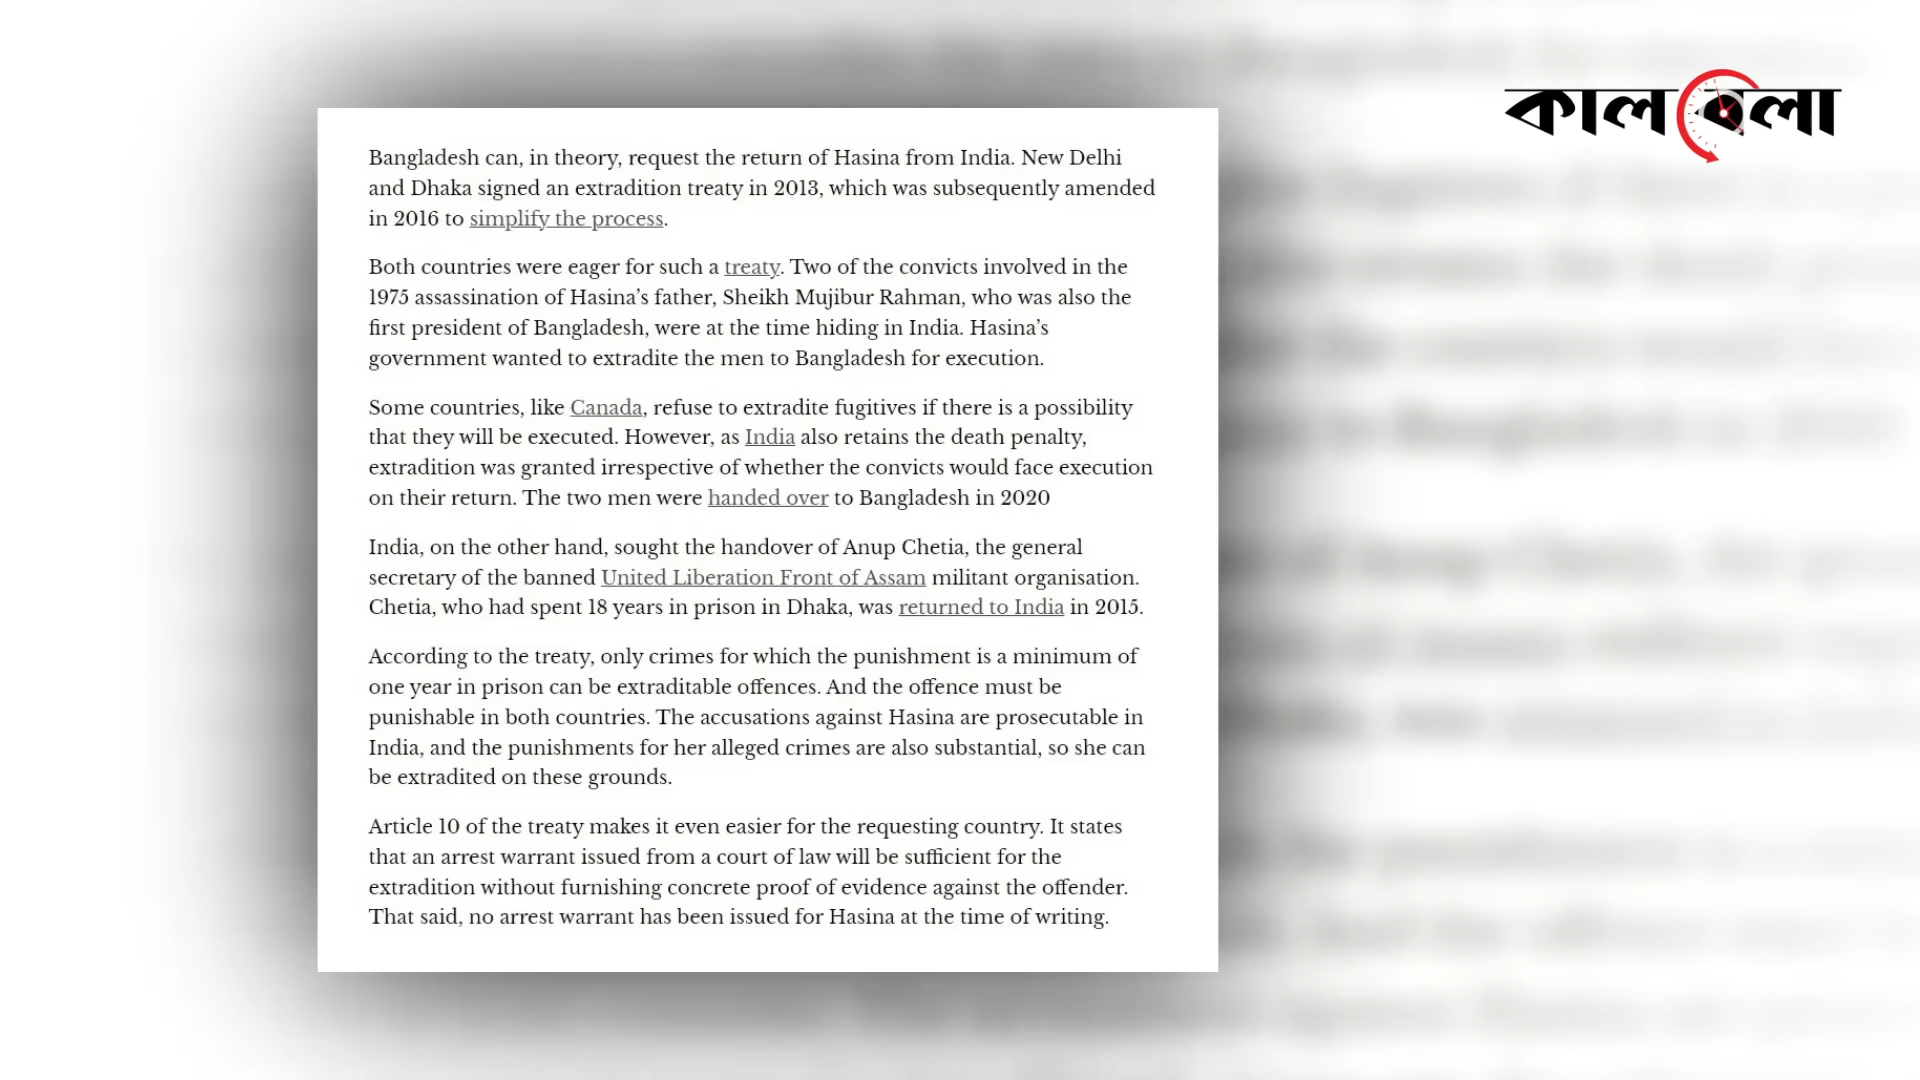 কালবেলা
Bangladesh can, in theory, request the return of Hasina from India. New Delhi
and Dhaka signed an extradition treaty in 2013, which was subsequently amended
in 2016 to simplify the process.
Both countries were eager for such a treaty. Two of the convicts involved in the
1975 assassination of Hasina’s father, Sheikh Mujibur Rahman, who was also the
first president of Bangladesh, were at the time hiding in India. Hasina’s
government wanted to extradite the men to Bangladesh for execution.
Some countries, like Canada, refuse to extradite fugitives if there is a possibility
that they will be executed. However, as India also retains the death penalty,
extradition was granted irrespective of whether the convicts would face execution
on their return. The two men were handed over to Bangladesh in 2020
India, on the other hand, sought the handover of Anup Chetia, the general
secretary of the banned United Liberation Front of Assam militant organisation.
Chetia, who had spent 18 years in prison in Dhaka, was returned to India in 2015.
According to the treaty, only crimes for which the punishment is a minimum of
one year in prison can be extraditable offences. And the offence must be
punishable in both countries. The accusations against Hasina are prosecutable in
India, and the punishments for her alleged crimes are also substantial, so she can
be extradited on these grounds.
Article 10 of the treaty makes it even easier for the requesting country. It states
that an arrest warrant issued from a court of law will be sufficient for the
extradition without furnishing concrete proof of evidence against the offender.
That said, no arrest warrant has been issued for Hasina at the time of writing.